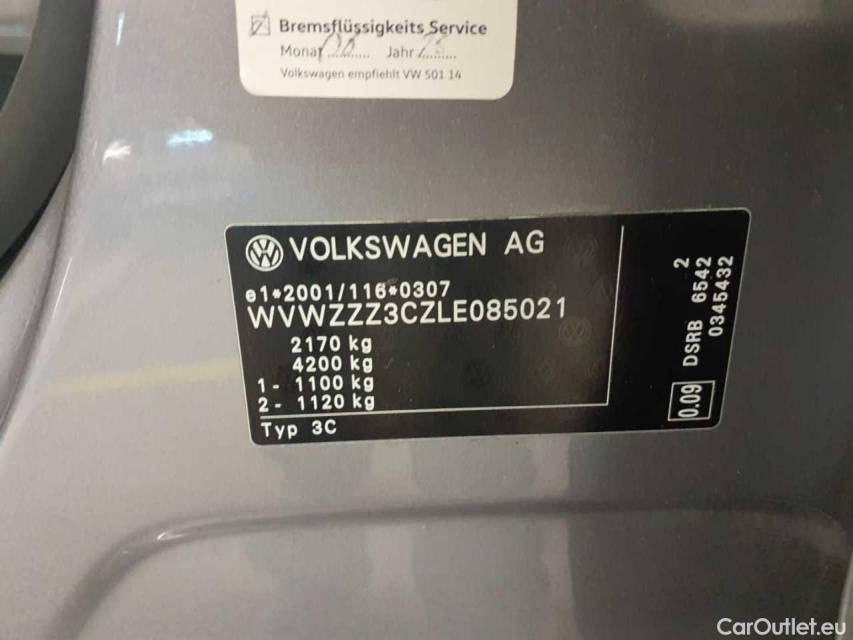 Bremsflüssigkeits Service
Monat ........ Jahr ........
Volkswagen empfiehlt VW 501 14
VOLKSWAGEN AG
e1*2001/116*0307
WVWZZZ3CZLE085021
2170 kg
4200 kg
1- 1100 kg
2- 1120 kg
Typ 3C
2
DSRB 6542
0345432
0.09
CarOutlet.eu